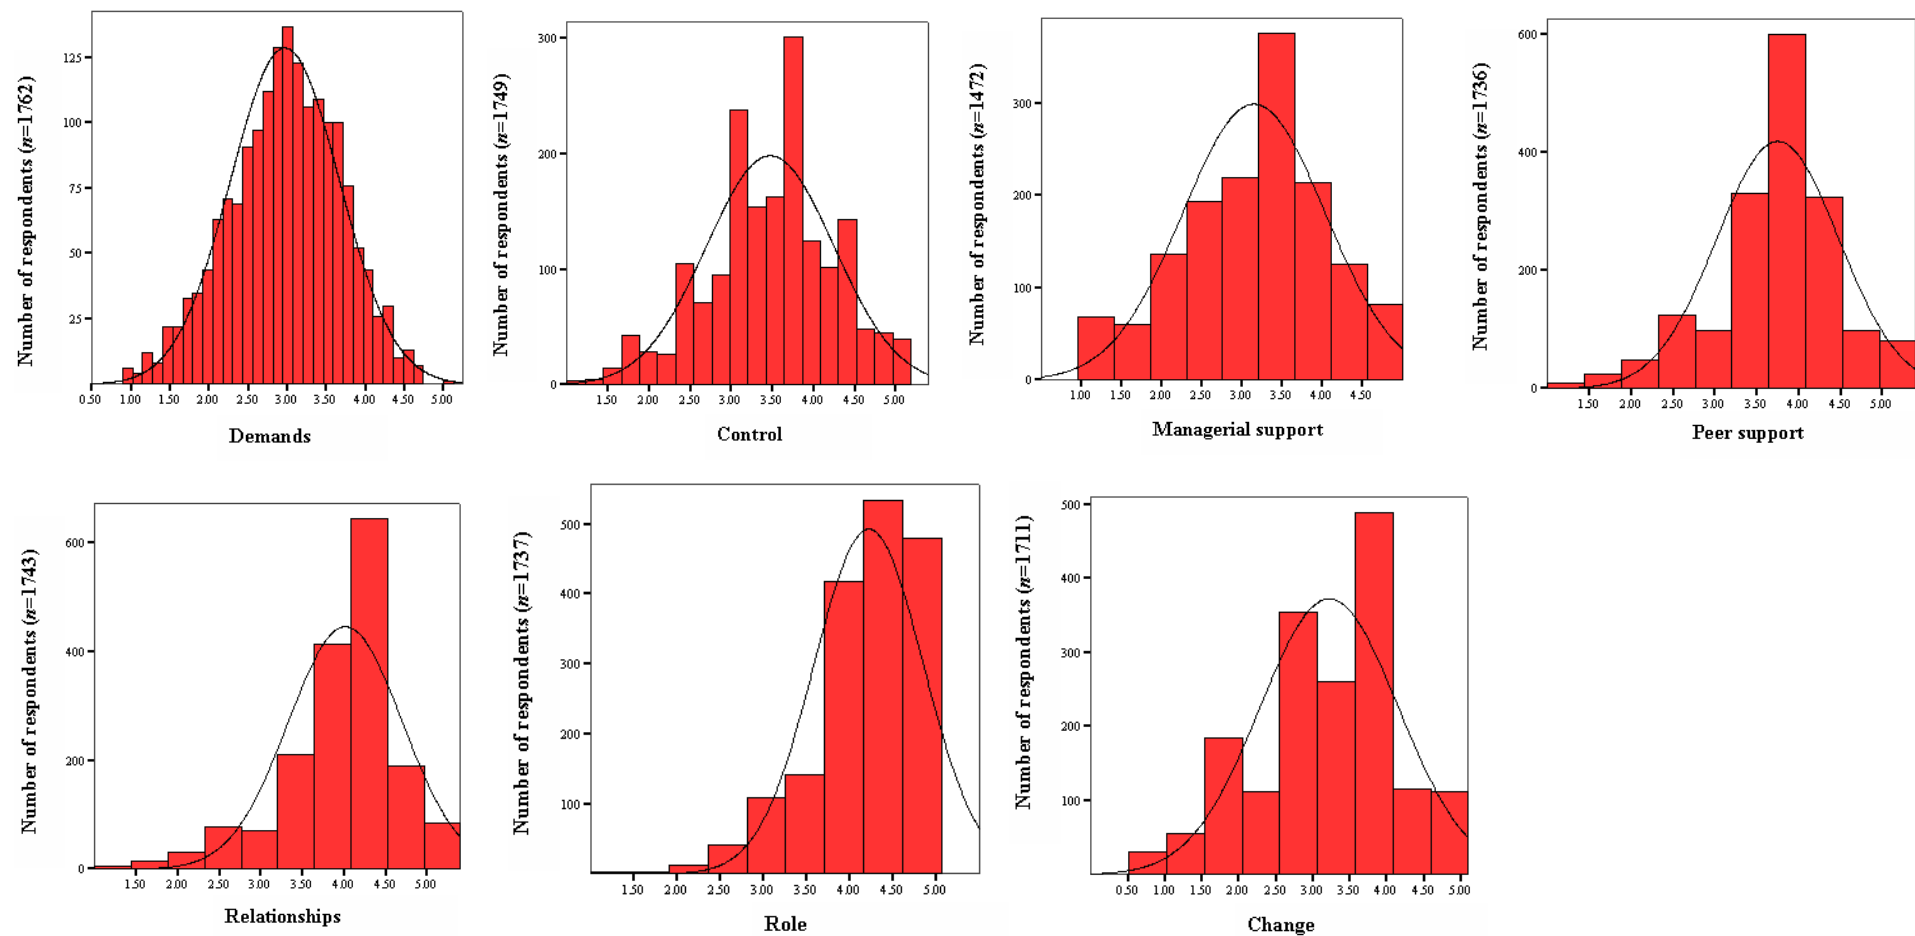 Number of respondents (n=1762)
125
100
75
50
25
0.50 1.00 1.50 2.00 2.50 3.00 3.50 4.00 4.50 5.00
Demands
Number of respondents (n=1749)
300
200
100
0
1.50 2.00 2.50 3.00 3.50 4.00 4.50 5.00
Control
Number of respondents (n=1472)
300
200
100
0
1.00 1.50 2.00 2.50 3.00 3.50 4.00 4.50
Managerial support
Number of respondents (n=1736)
600
400
200
0
1.50 2.00 2.50 3.00 3.50 4.00 4.50 5.00
Peer support
Number of respondents (n=1743)
600
400
200
0
1.50 2.00 2.50 3.00 3.50 4.00 4.50 5.00
Relationships
Number of respondents (n=1737)
500
400
300
200
100
1.50 2.00 2.50 3.00 3.50 4.00 4.50 5.00
Role
Number of respondents (n=1711)
500
400
300
200
100
0.50 1.00 1.50 2.00 2.50 3.00 3.50 4.00 4.50 5.00
Change